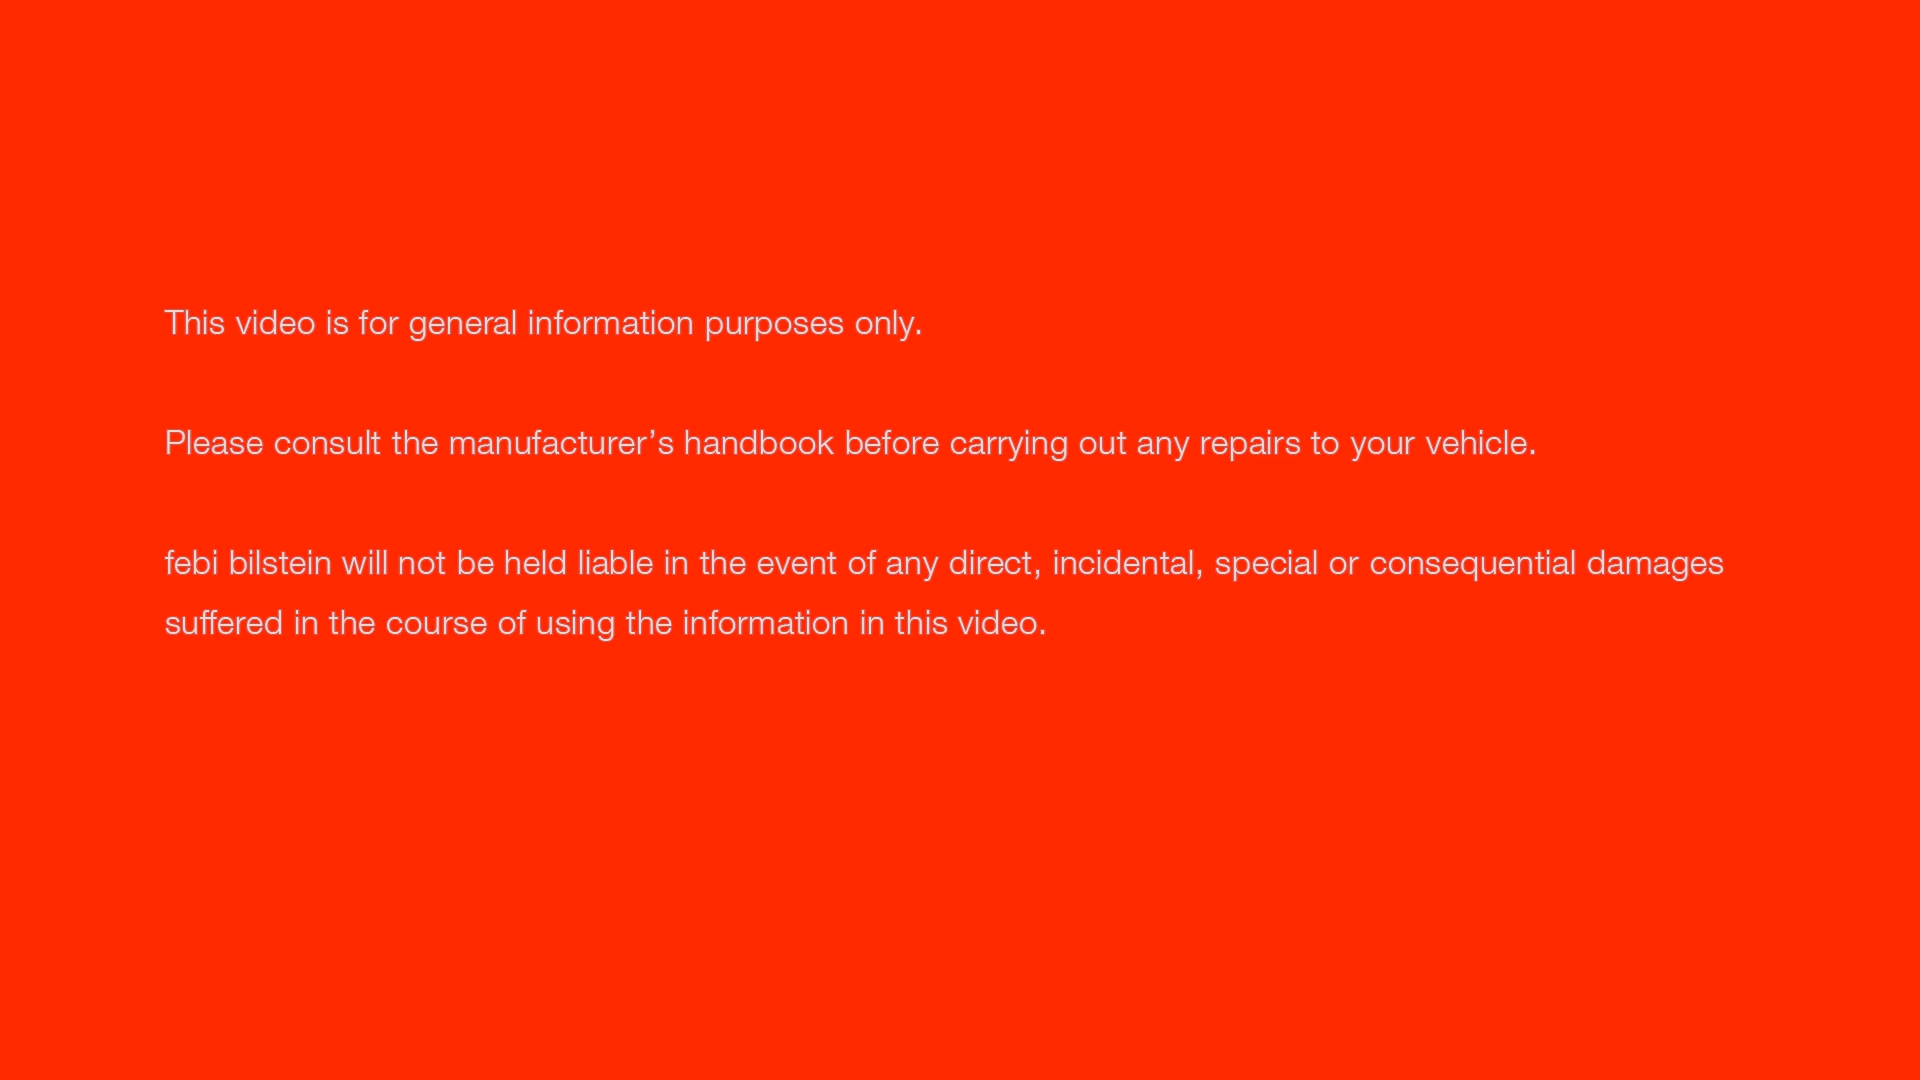 This video is for general information purposes only.
Please consult the manufacturer’s handbook before carrying out any repairs to your vehicle.
febi bilstein will not be held liable in the event of any direct, incidental, special or consequential damages
suffered in the course of using the information in this video.